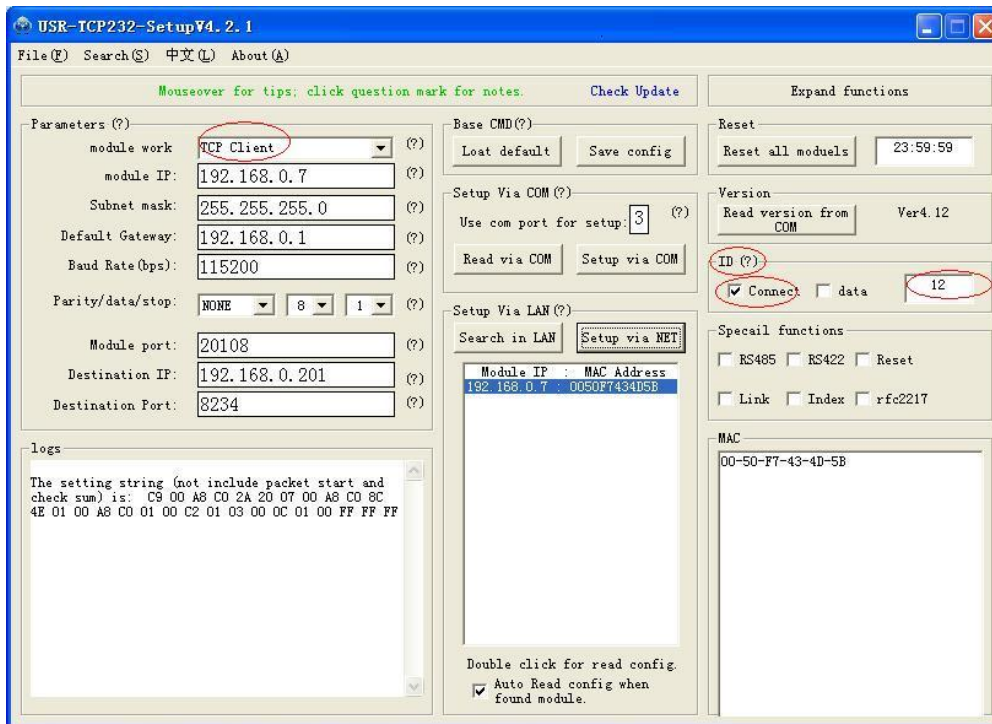 USR-TCP232-SetupV4.2.1
File(F) Search(S) 中文(L) About(A)
Mouseover for tips; click question mark for notes. Check Update
Expand functions
Parameters (?)
module work TCP Client (?)
module IP: 192.168.0.7 (?)
Subnet mask: 255.255.255.0 (?)
Default Gateway: 192.168.0.1 (?)
Baud Rate(bps): 115200 (?)
Parity/data/stop: NONE 8 1 (?)
Module port: 20108 (?)
Destination IP: 192.168.0.201 (?)
Destination Port: 8234 (?)
logs
The setting string (not include packet start and
check sum) is: C9 00 A8 C0 2A 20 07 00 A8 C0 8C
4E 01 00 A8 C0 01 00 C2 01 03 00 0C 01 00 FF FF FF
Base CMD(?)
Loat default Save config
Setup Via COM(?)
Use com port for setup: 3 (?)
Read via COM Setup via COM
Setup Via LAN(?)
Search in LAN Setup via NET
Module IP : MAC Address
192.168.0.7 : 0050F7434D5B
Double click for read config.
Auto Read config when
found module.
Reset
Reset all moduels 23:59:59
Version
Read version from
COM
Ver4.12
ID (?)
Connect data 12
Specail functions
RS485 RS422 Reset
Link Index rfc2217
MAC
00-50-F7-43-4D-5B